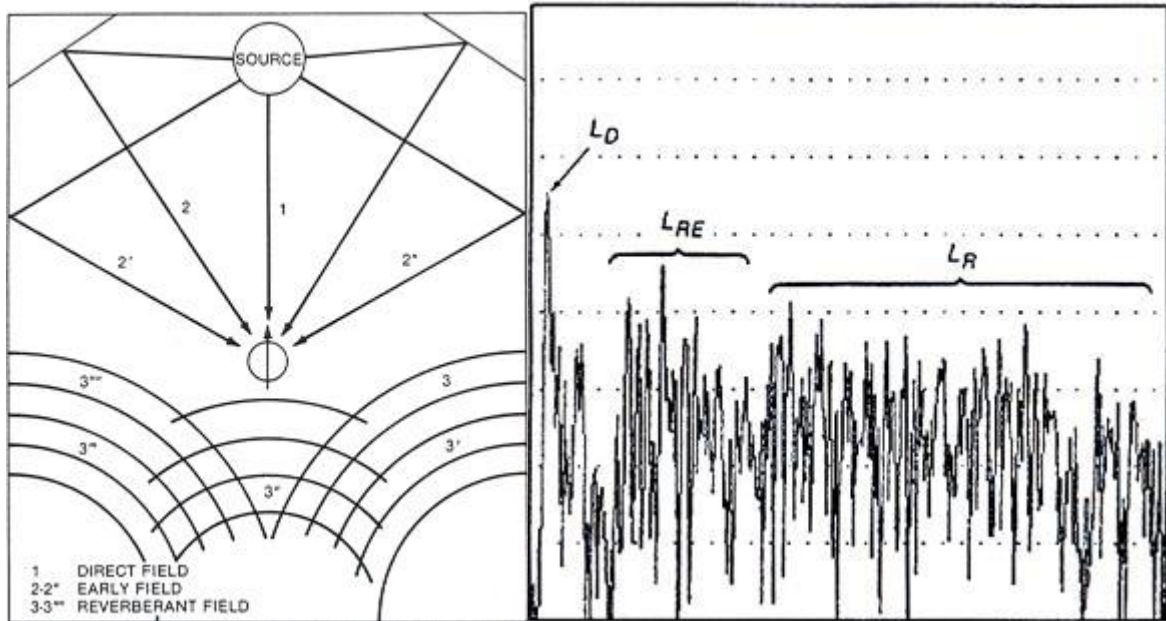 SOURCE
2
1
2'
2"
3""
3
3"'
3'
3"
1 DIRECT FIELD
2-2" EARLY FIELD
3-3"" REVERBERANT FIELD
L_D
L_RE
L_R